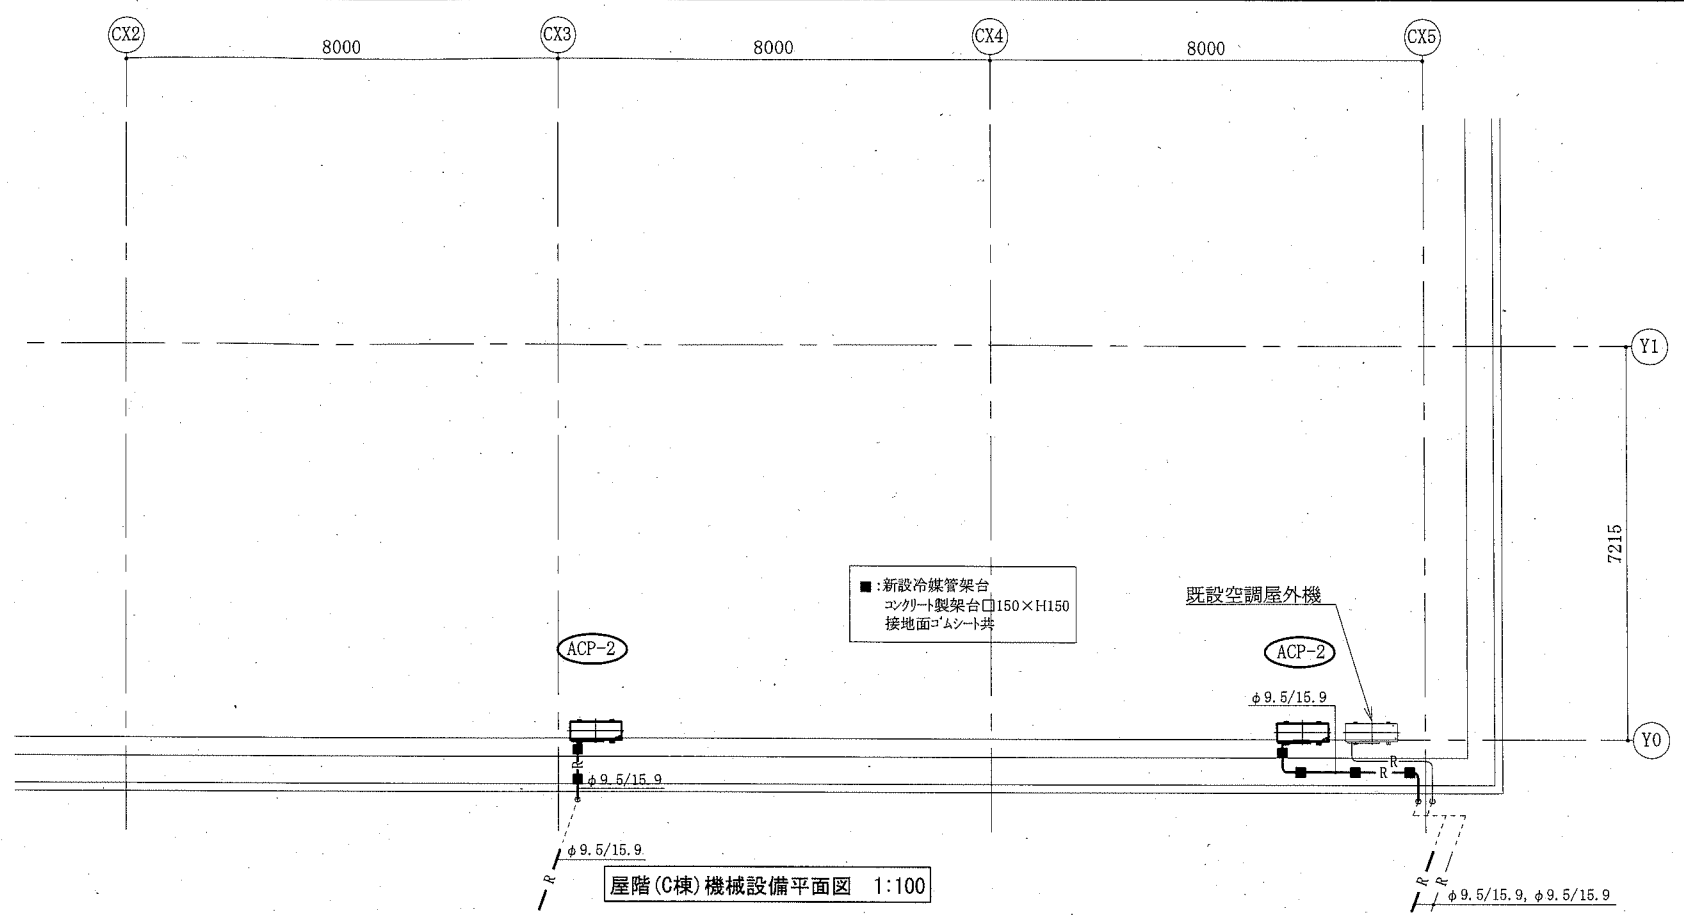 CX2
CX3
CX4
CX5
8000
8000
8000
Y1
7215
■:新設冷媒管架台
コンクリート製架台□150×H150
接地面ゴムシート共
既設空調屋外機
ACP-2
ACP-2
φ9.5/15.9
Y0
R
φ9.5/15.9
R
R
φ9.5/15.9
R
屋階(C棟)機械設備平面図 1:100
R
R
φ9.5/15.9, φ9.5/15.9